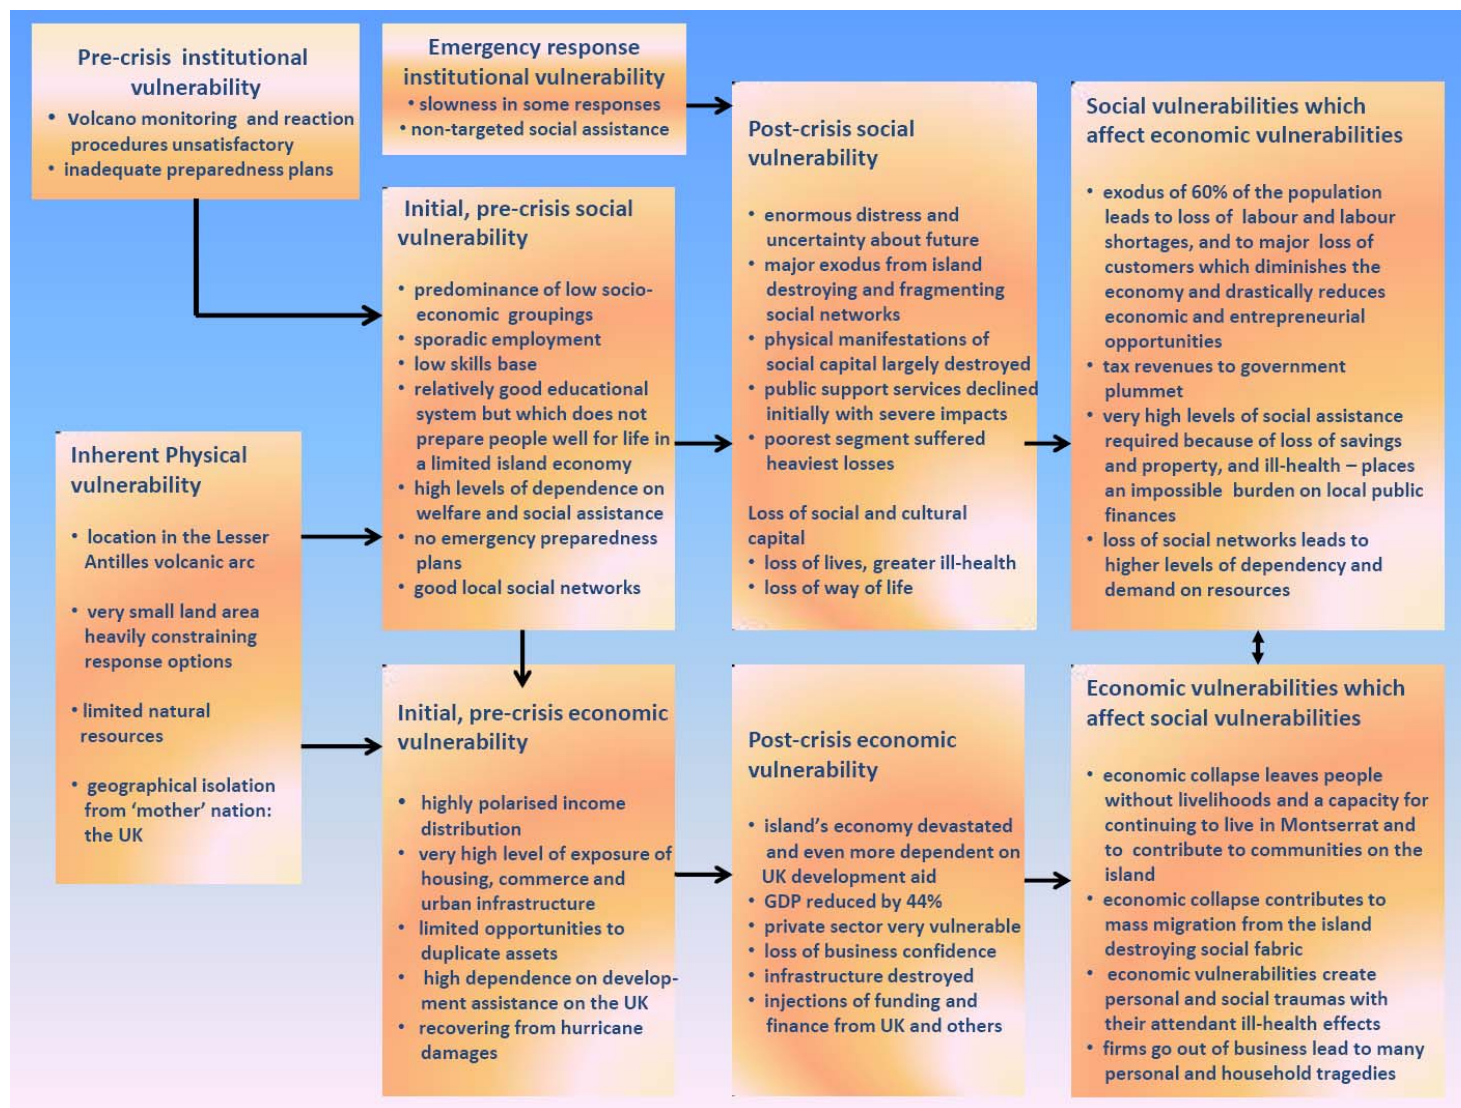 Pre-crisis institutional
vulnerability
• volcano monitoring and reaction
procedures unsatisfactory
• inadequate preparedness plans
Emergency response
institutional vulnerability
• slowness in some responses
• non-targeted social assistance
Initial, pre-crisis social
vulnerability
• predominance of low socio-
economic groupings
• sporadic employment
• low skills base
• relatively good educational
system but which does not
prepare people well for life in
a limited island economy
• high levels of dependence on
welfare and social assistance
• no emergency preparedness
plans
• good local social networks
Inherent Physical
vulnerability
• location in the Lesser
Antilles volcanic arc
• very small land area
heavily constraining
response options
• limited natural
resources
• geographical isolation
from ‘mother’ nation:
the UK
Initial, pre-crisis economic
vulnerability
• highly polarised income
distribution
• very high level of exposure of
housing, commerce and
urban infrastructure
• limited opportunities to
duplicate assets
• high dependence on develop-
ment assistance on the UK
• recovering from hurricane
damages
Post-crisis social
vulnerability
• enormous distress and
uncertainty about future
• major exodus from island
destroying and fragmenting
social networks
• physical manifestations of
social capital largely destroyed
• public support services declined
initially with severe impacts
• poorest segment suffered
heaviest losses
Loss of social and cultural
capital
• loss of lives, greater ill-health
• loss of way of life
Post-crisis economic
vulnerability
• island’s economy devastated
and even more dependent on
UK development aid
• GDP reduced by 44%
• private sector very vulnerable
• loss of business confidence
• infrastructure destroyed
• injections of funding and
finance from UK and others
Social vulnerabilities which
affect economic vulnerabilities
• exodus of 60% of the population
leads to loss of labour and labour
shortages, and to major loss of
customers which diminishes the
economy and drastically reduces
economic and entrepreneurial
opportunities
• tax revenues to government
plummet
• very high levels of social assistance
required because of loss of savings
and property, and ill-health – places
an impossible burden on local public
finances
• loss of social networks leads to
higher levels of dependency and
demand on resources
Economic vulnerabilities which
affect social vulnerabilities
• economic collapse leaves people
without livelihoods and a capacity for
continuing to live in Montserrat and
to contribute to communities on the
island
• economic collapse contributes to
mass migration from the island
destroying social fabric
• economic vulnerabilities create
personal and social traumas with
their attendant ill-health effects
• firms go out of business lead to many
personal and household tragedies